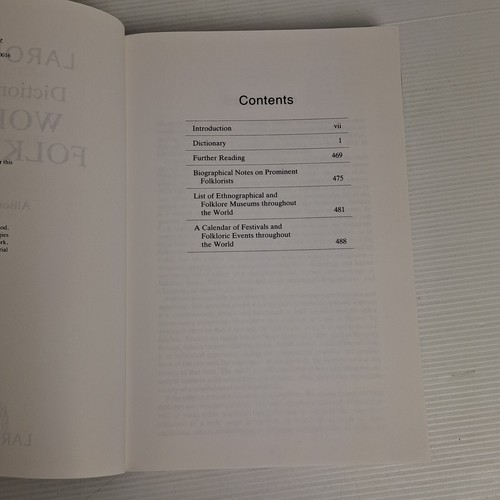 Contents
Introduction vii
Dictionary 1
Further Reading 469
Biographical Notes on Prominent
Folklorists 475
List of Ethnographical and
Folklore Museums throughout
the World 481
A Calendar of Festivals and
Folkloric Events throughout
the World 488